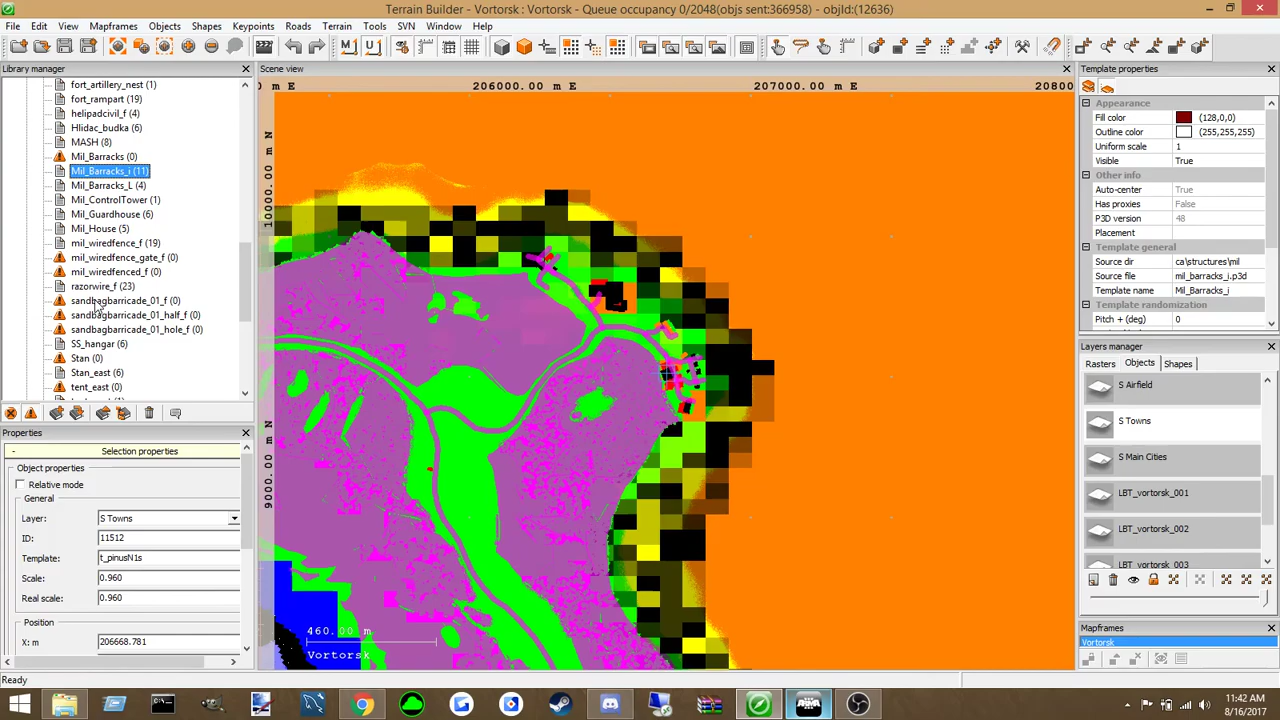 Terrain Builder - Vortorsk : Vortorsk - Queue occupancy 0/2048(objs sent:366958) - objId:(12636)
File Edit View Mapframes Objects Shapes Keypoints Roads Terrain Tools SVN Window Help
Library manager
fort_artillery_nest (1)
fort_rampart (19)
helipadcivil_f (4)
Hlidac_budka (6)
MASH (8)
Mil_Barracks (0)
Mil_Barracks_i (11)
Mil_Barracks_L (4)
Mil_ControlTower (1)
Mil_Guardhouse (6)
Mil_House (5)
mil_wiredfence_f (19)
mil_wiredfence_gate_f (0)
mil_wiredfenced_f (0)
razorwire_f (23)
sandbagbarricade_01_f (0)
sandbagbarricade_01_half_f (0)
sandbagbarricade_01_hole_f (0)
SS_hangar (6)
Stan (0)
Stan_east (6)
tent_east (0)
Properties
- Selection properties
Object properties
Relative mode
General
Layer: S Towns
ID: 11512
Template: t_pinusN1s
Scale: 0.960
Real scale: 0.960
Position
X: m 206668.781
Scene view
0 m E 206000.00 m E 207000.00 m E 20800
10000.00 m N
9000.00 m N
460.00 m
Vortorsk
Template properties
Appearance
Fill color (128,0,0)
Outline color (255,255,255)
Uniform scale 1
Visible True
Other info
Auto-center True
Has proxies False
P3D version 48
Placement
Template general
Source dir ca\structures\mil
Source file mil_barracks_i.p3d
Template name Mil_Barracks_i
Template randomization
Pitch + (deg) 0
Layers manager
Rasters Objects Shapes
S Airfield
S Towns
S Main Cities
LBT_vortorsk_001
LBT_vortorsk_002
LBT_vortorsk_003
Mapframes
Vortorsk
Ready
11:42 AM
8/16/2017